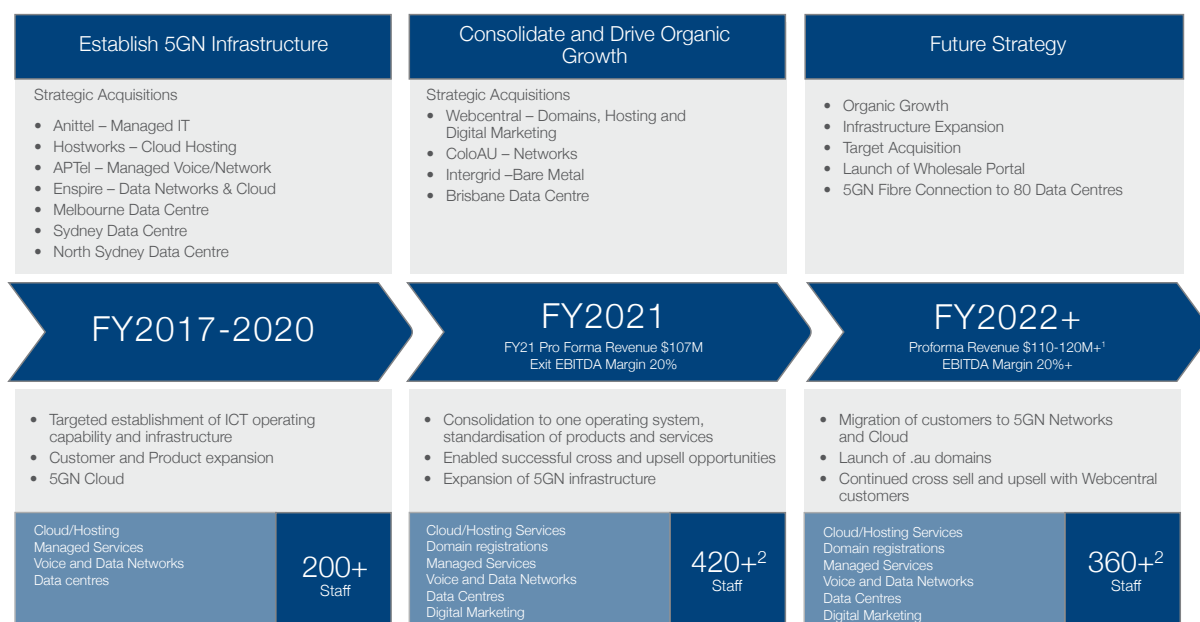 Establish 5GN Infrastructure
Strategic Acquisitions
• Anittel – Managed IT
• Hostworks – Cloud Hosting
• APTel – Managed Voice/Network
• Enspire – Data Networks & Cloud
• Melbourne Data Centre
• Sydney Data Centre
• North Sydney Data Centre
Consolidate and Drive Organic
Growth
Strategic Acquisitions
• Webcentral – Domains, Hosting and
Digital Marketing
• ColoAU – Networks
• Intergrid –Bare Metal
• Brisbane Data Centre
Future Strategy
• Organic Growth
• Infrastructure Expansion
• Target Acquisition
• Launch of Wholesale Portal
• 5GN Fibre Connection to 80 Data Centres
FY2017-2020
FY2021
FY21 Pro Forma Revenue $107M
Exit EBITDA Margin 20%
FY2022+
Proforma Revenue $110-120M+¹
EBITDA Margin 20%+
• Targeted establishment of ICT operating
capability and infrastructure
• Customer and Product expansion
• 5GN Cloud
• Consolidation to one operating system,
standardisation of products and services
• Enabled successful cross and upsell opportunities
• Expansion of 5GN infrastructure
• Migration of customers to 5GN Networks
and Cloud
• Launch of .au domains
• Continued cross sell and upsell with Webcentral
customers
Cloud/Hosting
Managed Services
Voice and Data Networks
Data centres
200+
Staff
Cloud/Hosting Services
Domain registrations
Managed Services
Voice and Data Networks
Data Centres
Digital Marketing
420+²
Staff
Cloud/Hosting Services
Domain registrations
Managed Services
Voice and Data Networks
Data Centres
Digital Marketing
360+²
Staff